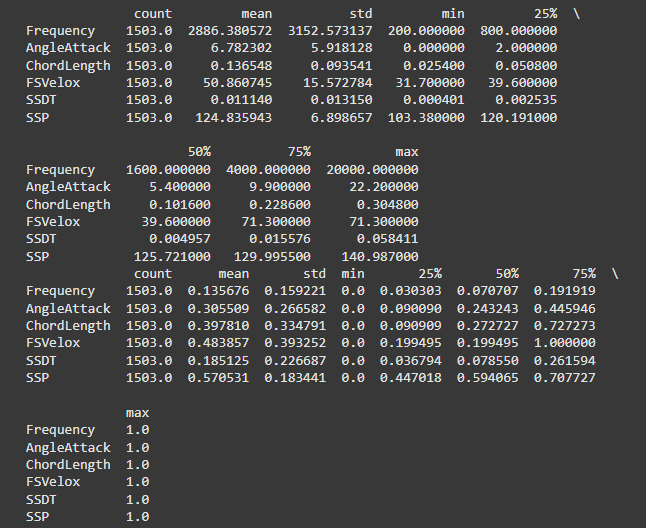 count mean std min 25% \
Frequency 1503.0 2886.380572 3152.573137 200.000000 800.000000
AngleAttack 1503.0 6.782302 5.918128 0.000000 2.000000
ChordLength 1503.0 0.136548 0.093541 0.025400 0.050800
FSVelox 1503.0 50.860745 15.572784 31.700000 39.600000
SSDT 1503.0 0.011140 0.013150 0.000401 0.002535
SSP 1503.0 124.835943 6.898657 103.380000 120.191000
50% 75% max
Frequency 1600.000000 4000.000000 20000.000000
AngleAttack 5.400000 9.900000 22.200000
ChordLength 0.101600 0.228600 0.304800
FSVelox 39.600000 71.300000 71.300000
SSDT 0.004957 0.015576 0.058411
SSP 125.721000 129.995500 140.987000
count mean std min 25% 50% 75% \
Frequency 1503.0 0.135676 0.159221 0.0 0.030303 0.070707 0.191919
AngleAttack 1503.0 0.305509 0.266582 0.0 0.090090 0.243243 0.445946
ChordLength 1503.0 0.397810 0.334791 0.0 0.090909 0.272727 0.727273
FSVelox 1503.0 0.483857 0.393252 0.0 0.199495 0.199495 1.000000
SSDT 1503.0 0.185125 0.226687 0.0 0.036794 0.078550 0.261594
SSP 1503.0 0.570531 0.183441 0.0 0.447018 0.594065 0.707727
max
Frequency 1.0
AngleAttack 1.0
ChordLength 1.0
FSVelox 1.0
SSDT 1.0
SSP 1.0